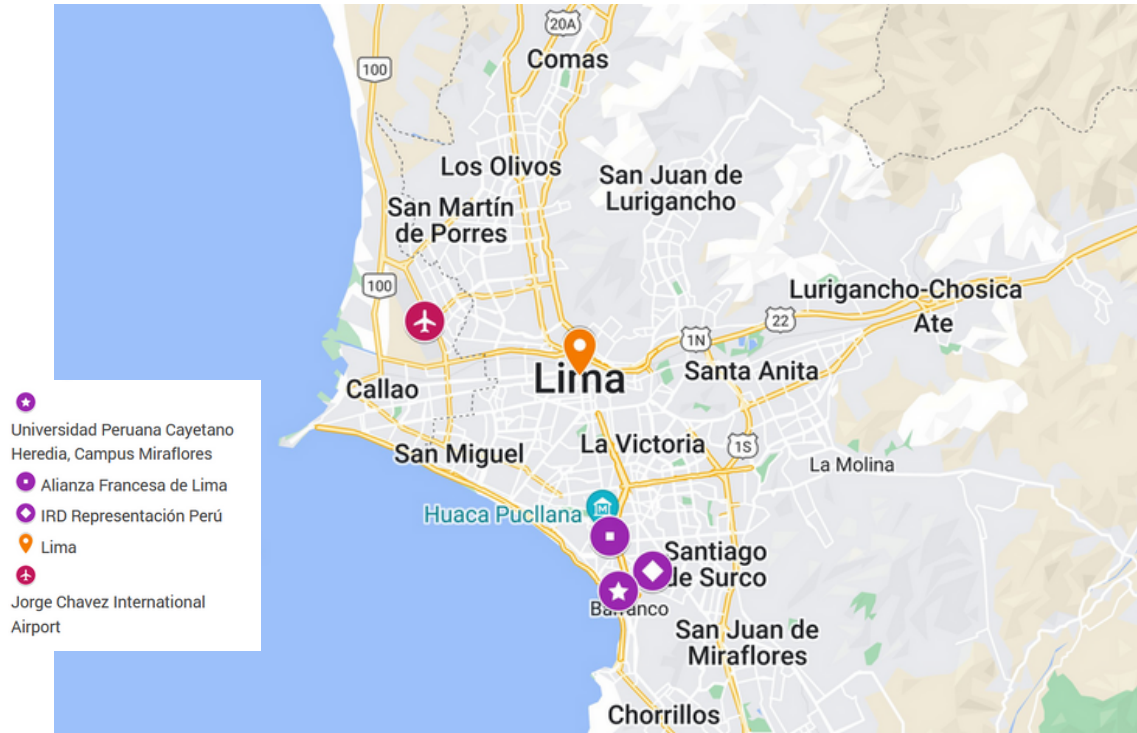 20A
Comas
100
Los Olivos
San Juan de
Lurigancho
San Martín
de Porres
100
Lurigancho-Chosica
Ate
22
1N
Lima
Santa Anita
Callao
La Victoria
1S
San Miguel
La Molina
Huaca Pucllana
M
Santiago
de Surco
Barranco
San Juan de
Miraflores
Chorrillos
Universidad Peruana Cayetano
Heredia, Campus Miraflores
Alianza Francesa de Lima
IRD Representación Perú
Lima
Jorge Chavez International
Airport